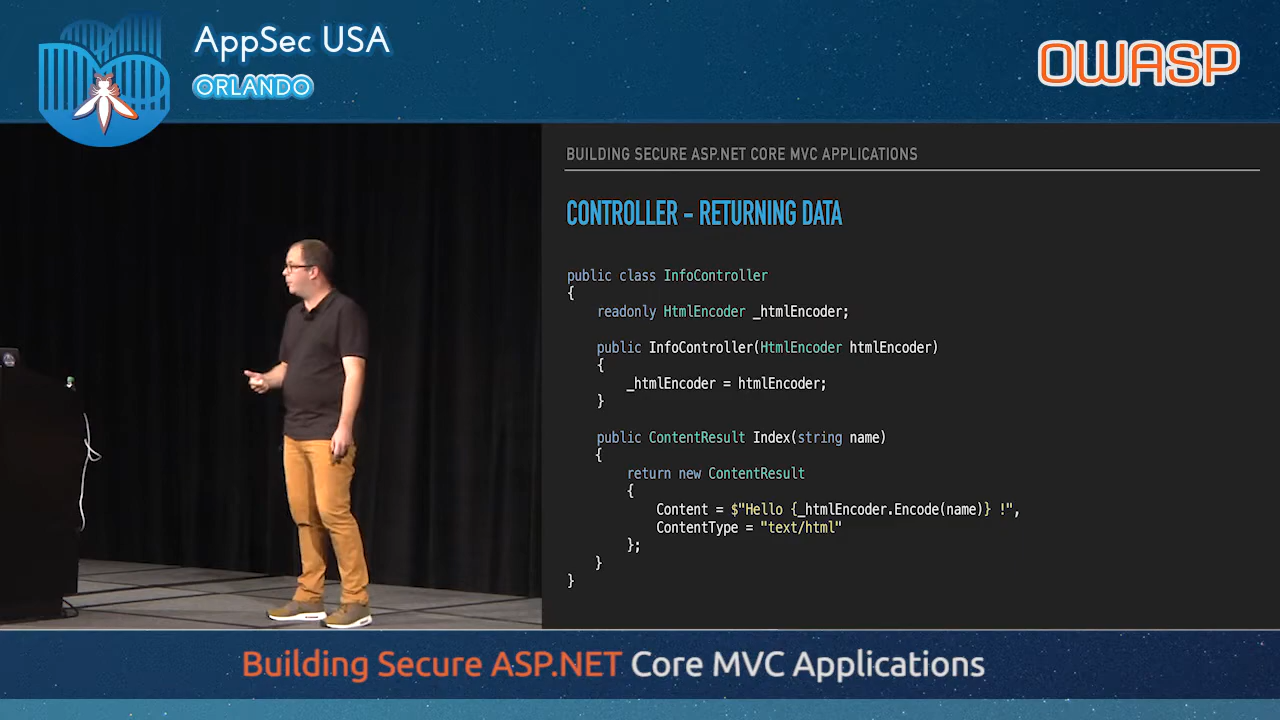 AppSec USA
ORLANDO
OWASP
BUILDING SECURE ASP.NET CORE MVC APPLICATIONS
CONTROLLER - RETURNING DATA
public class InfoController
{
readonly HtmlEncoder _htmlEncoder;
public InfoController(HtmlEncoder htmlEncoder)
{
_htmlEncoder = htmlEncoder;
}
public ContentResult Index(string name)
{
return new ContentResult
{
Content = $"Hello {_htmlEncoder.Encode(name)} !",
ContentType = "text/html"
};
}
}
Building Secure ASP.NET Core MVC Applications